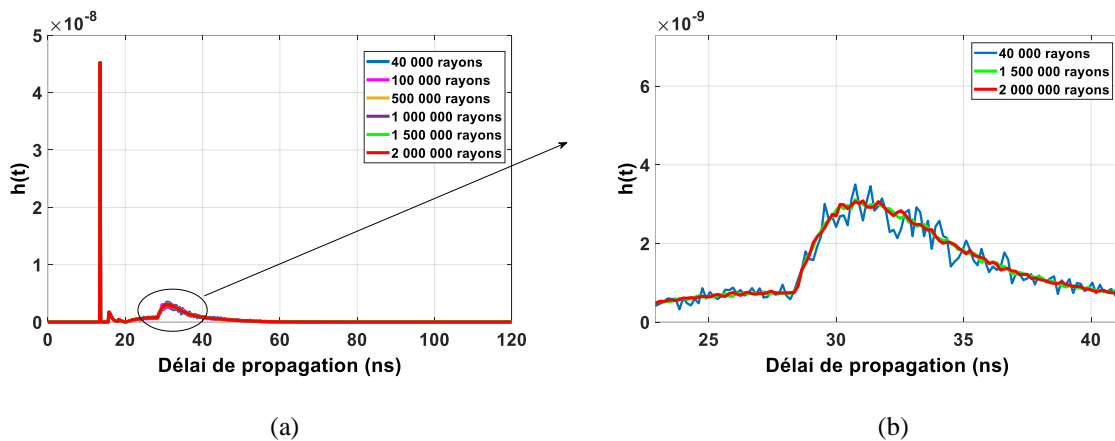 ×10-8
5
4
3
2
1
0
0
20
40
60
80
100
120
h(t)
Délai de propagation (ns)
40 000 rayons
100 000 rayons
500 000 rayons
1 000 000 rayons
1 500 000 rayons
2 000 000 rayons
(a)
×10-9
6
4
2
0
25
30
35
40
h(t)
Délai de propagation (ns)
40 000 rayons
1 500 000 rayons
2 000 000 rayons
(b)